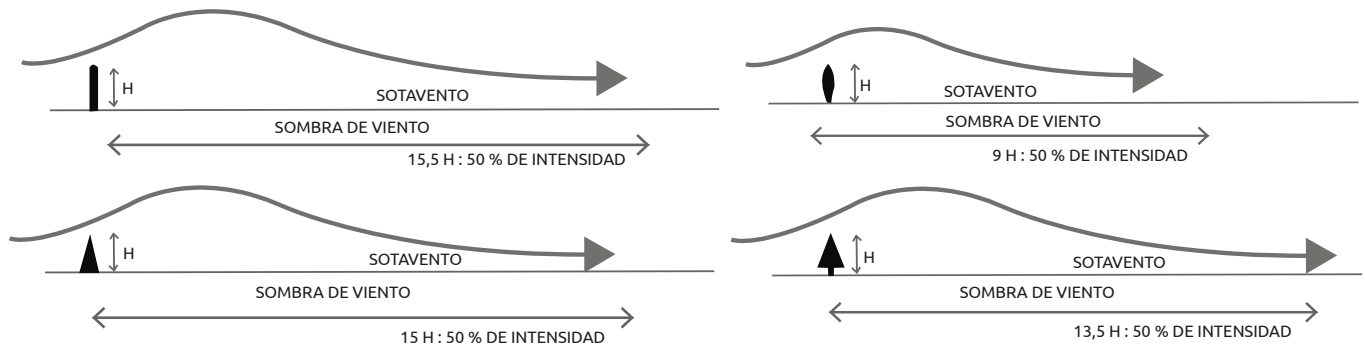 H
SOTAVENTO
SOMBRA DE VIENTO
15,5 H : 50 % DE INTENSIDAD
H
SOTAVENTO
SOMBRA DE VIENTO
9 H : 50 % DE INTENSIDAD
H
SOTAVENTO
SOMBRA DE VIENTO
15 H : 50 % DE INTENSIDAD
H
SOTAVENTO
SOMBRA DE VIENTO
13,5 H : 50 % DE INTENSIDAD